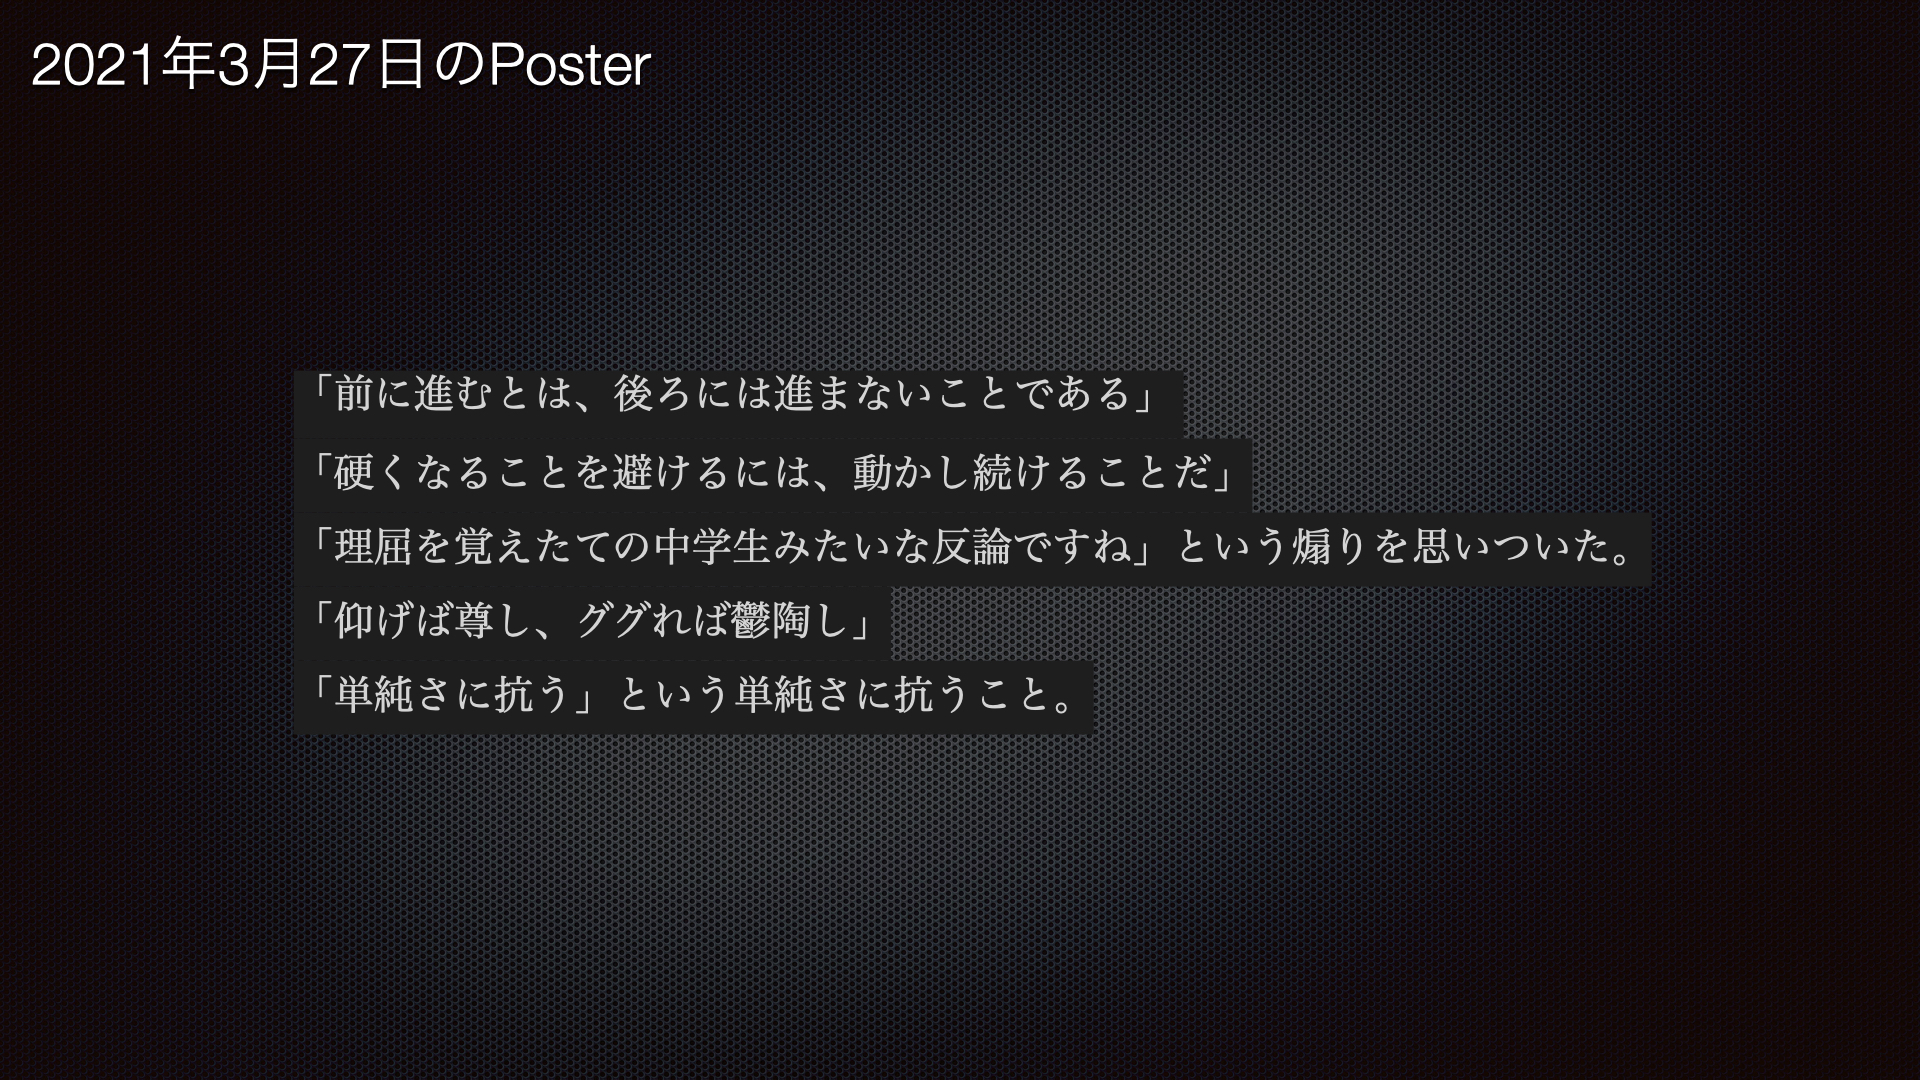 2021年3月27日のPoster
「前に進むとは、後ろには進まないことである」
「硬くなることを避けるには、動かし続けることだ」
「理屈を覚えたての中学生みたいな反論ですね」という煽りを思いついた。
「仰げば尊し、ググれば鬱陶し」
「単純さに抗う」という単純さに抗うこと。